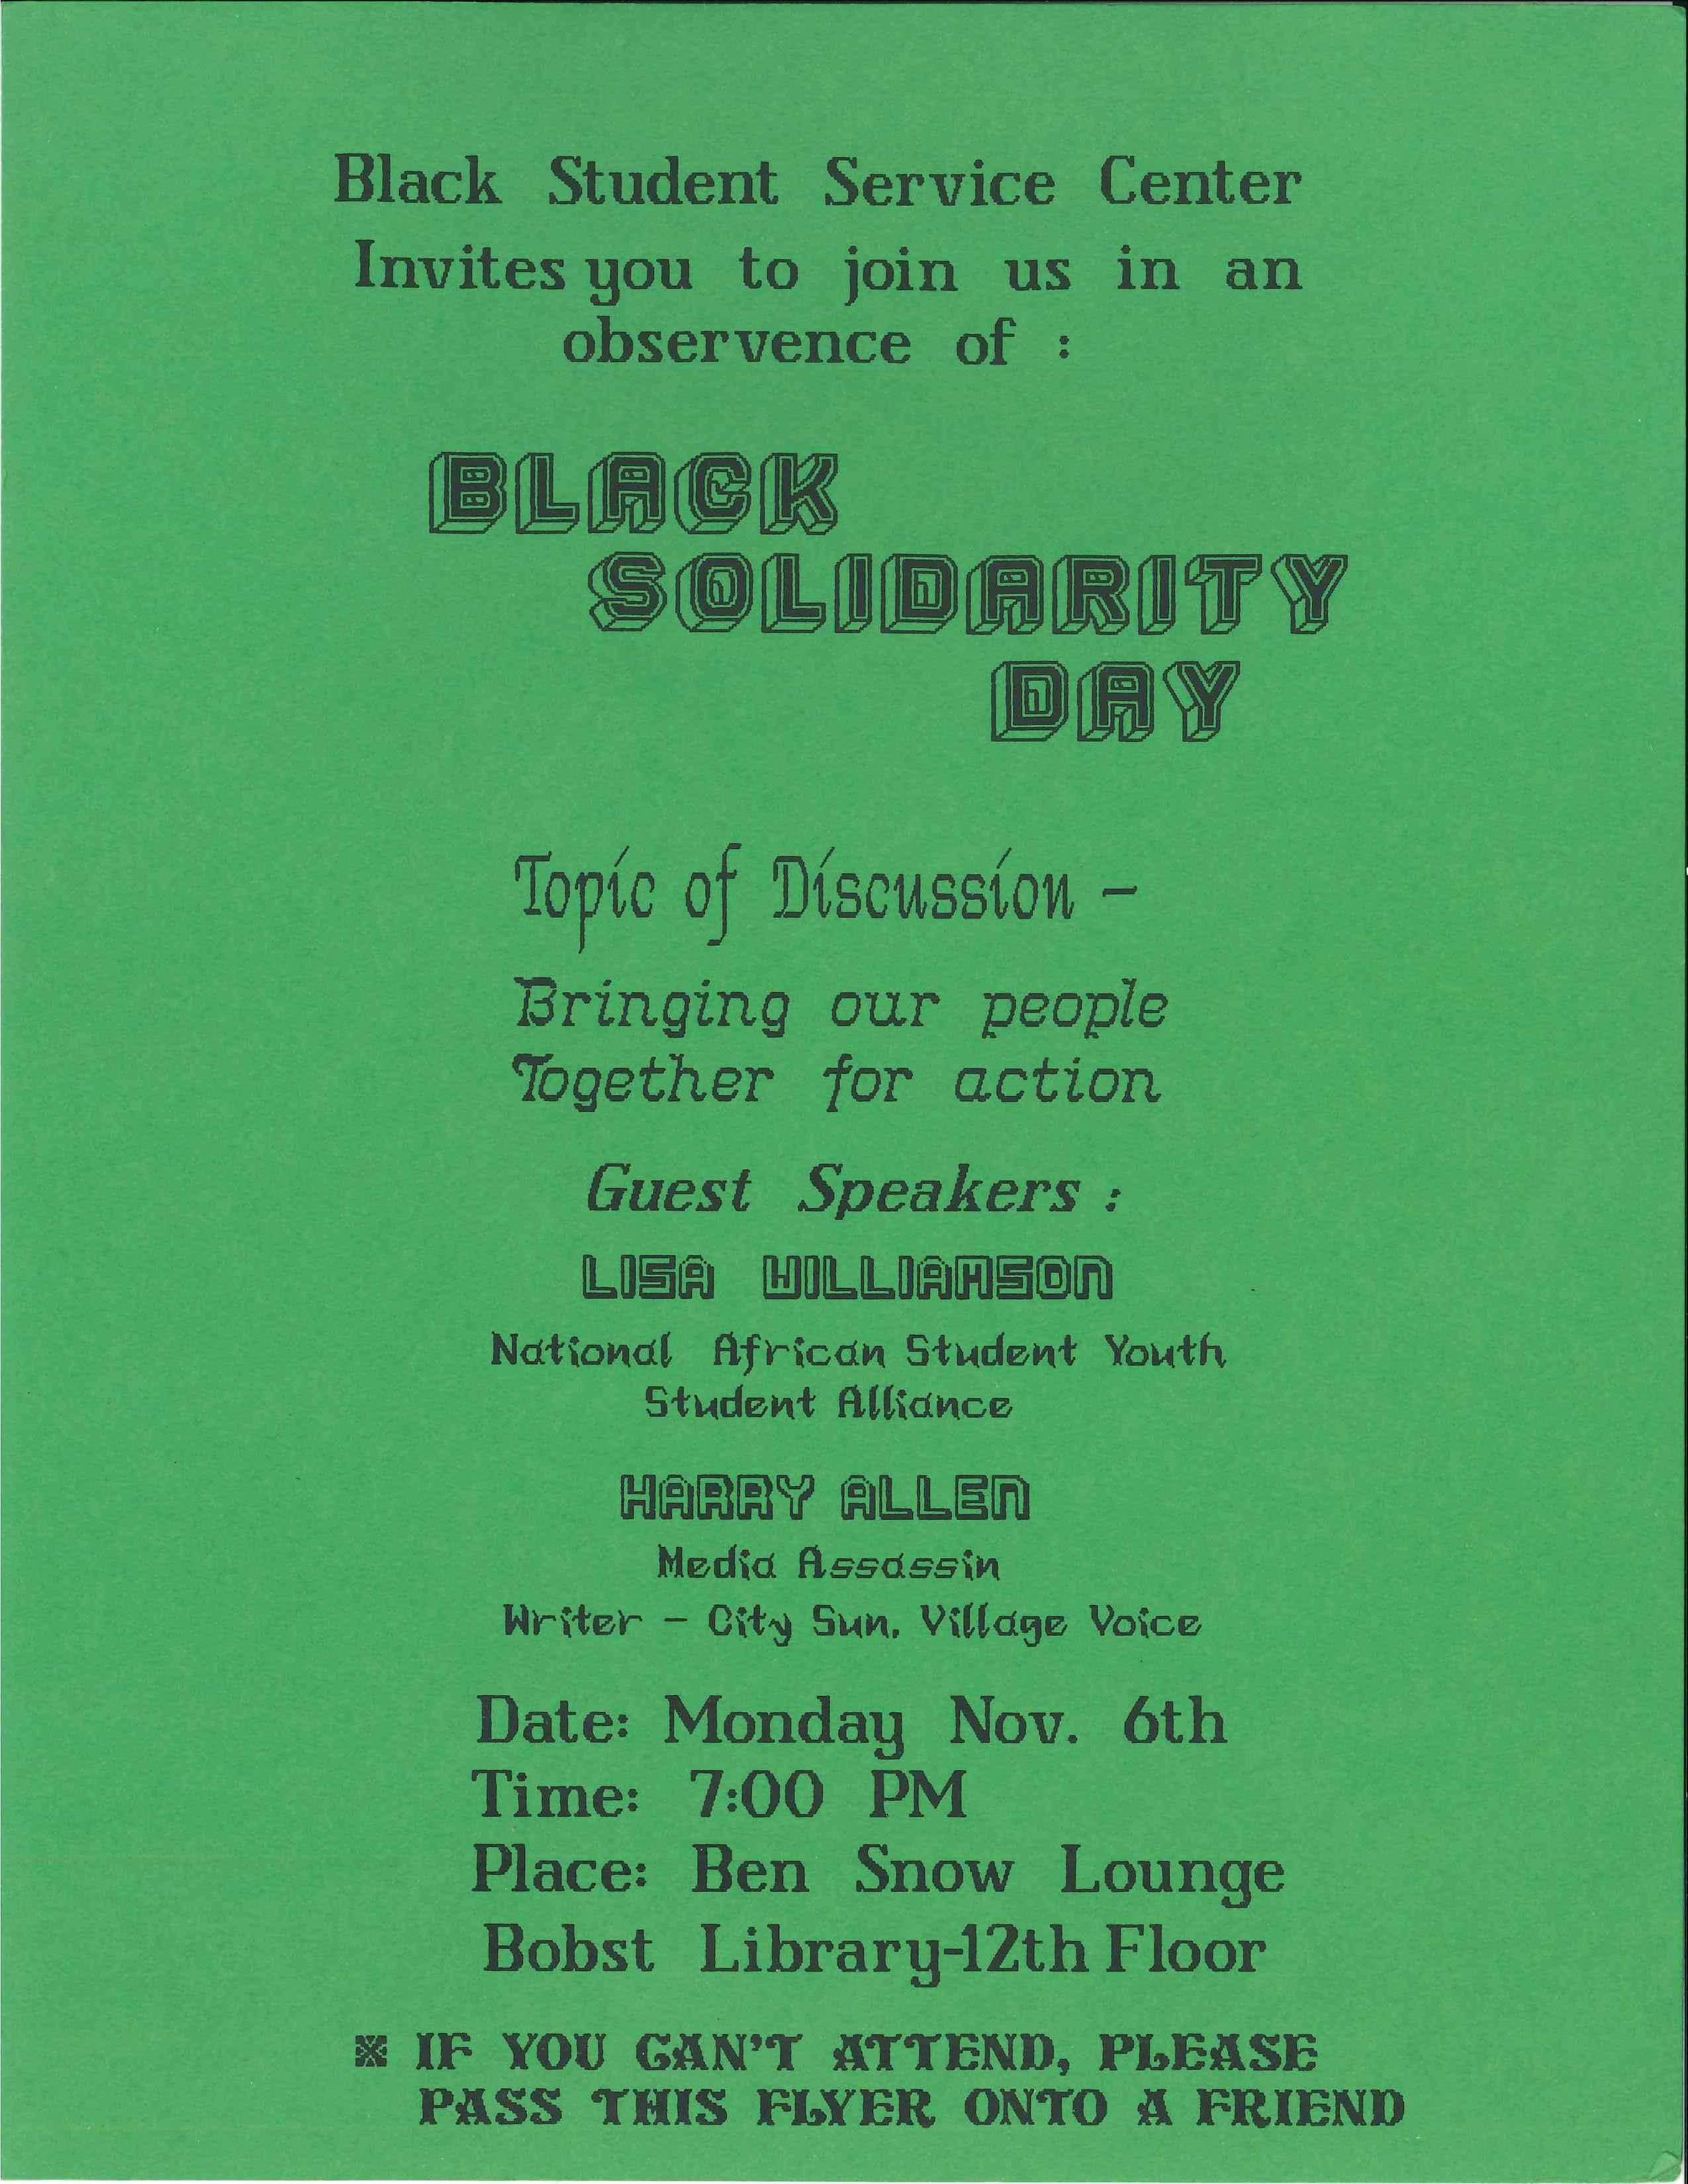 Black Student Service Center
Invites you to join us in an
observence of :
BLACK
SOLIDARITY
DAY
Topic of Discussion -
Bringing our people
Together for action
Guest Speakers :
LISA WILLIAMSON
National African Student Youth
Student Alliance
HARRY ALLEN
Media Assassin
Writer - City Sun, Village Voice
Date: Monday Nov. 6th
Time: 7:00 PM
Place: Ben Snow Lounge
Bobst Library-12th Floor
※ IF YOU CAN'T ATTEND, PLEASE
PASS THIS FLYER ONTO A FRIEND